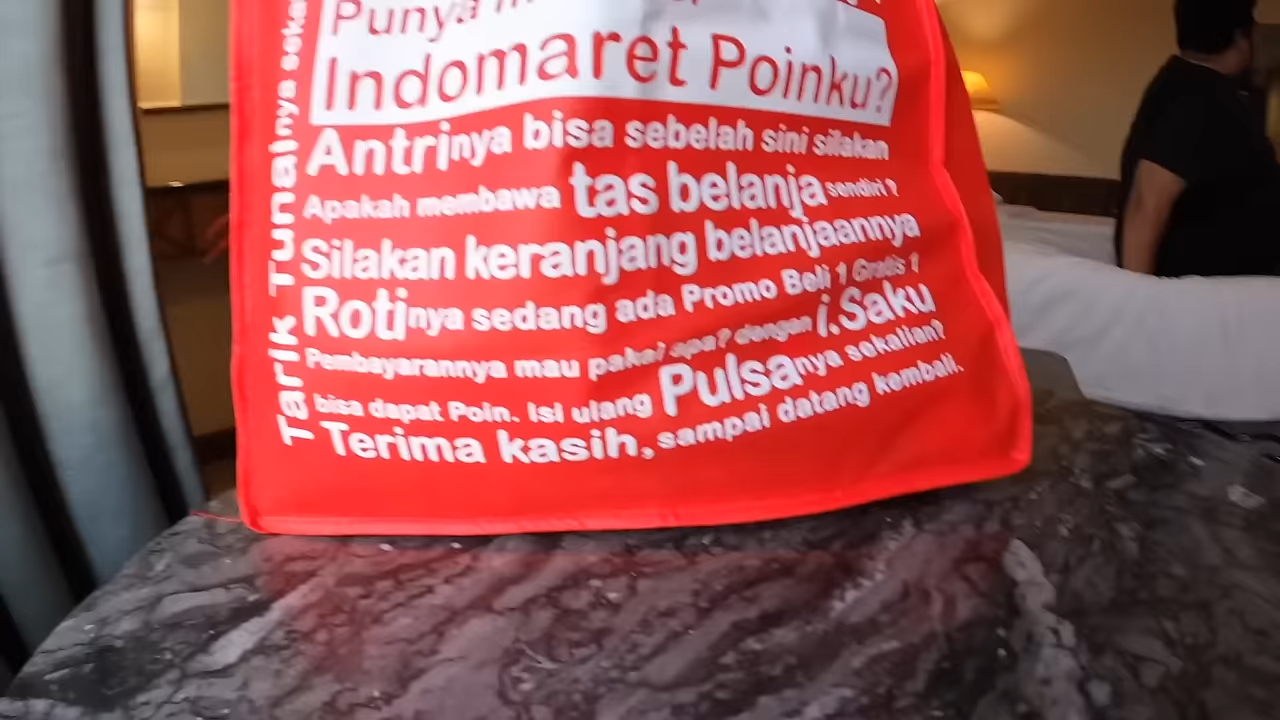 Punya
Indomaret Poinku?
Antrinya bisa sebelah sini silakan
Apakah membawa tas belanja sendiri ?
Silakan keranjang belanjaannya
Rotinya sedang ada Promo Beli 1 Gratis 1
Pembayarannya mau pakai apa? dengan i.Saku
bisa dapat Poin. Isi ulang Pulsanya sekalian?
Terima kasih, sampai datang kembali.
Tarik Tunainya